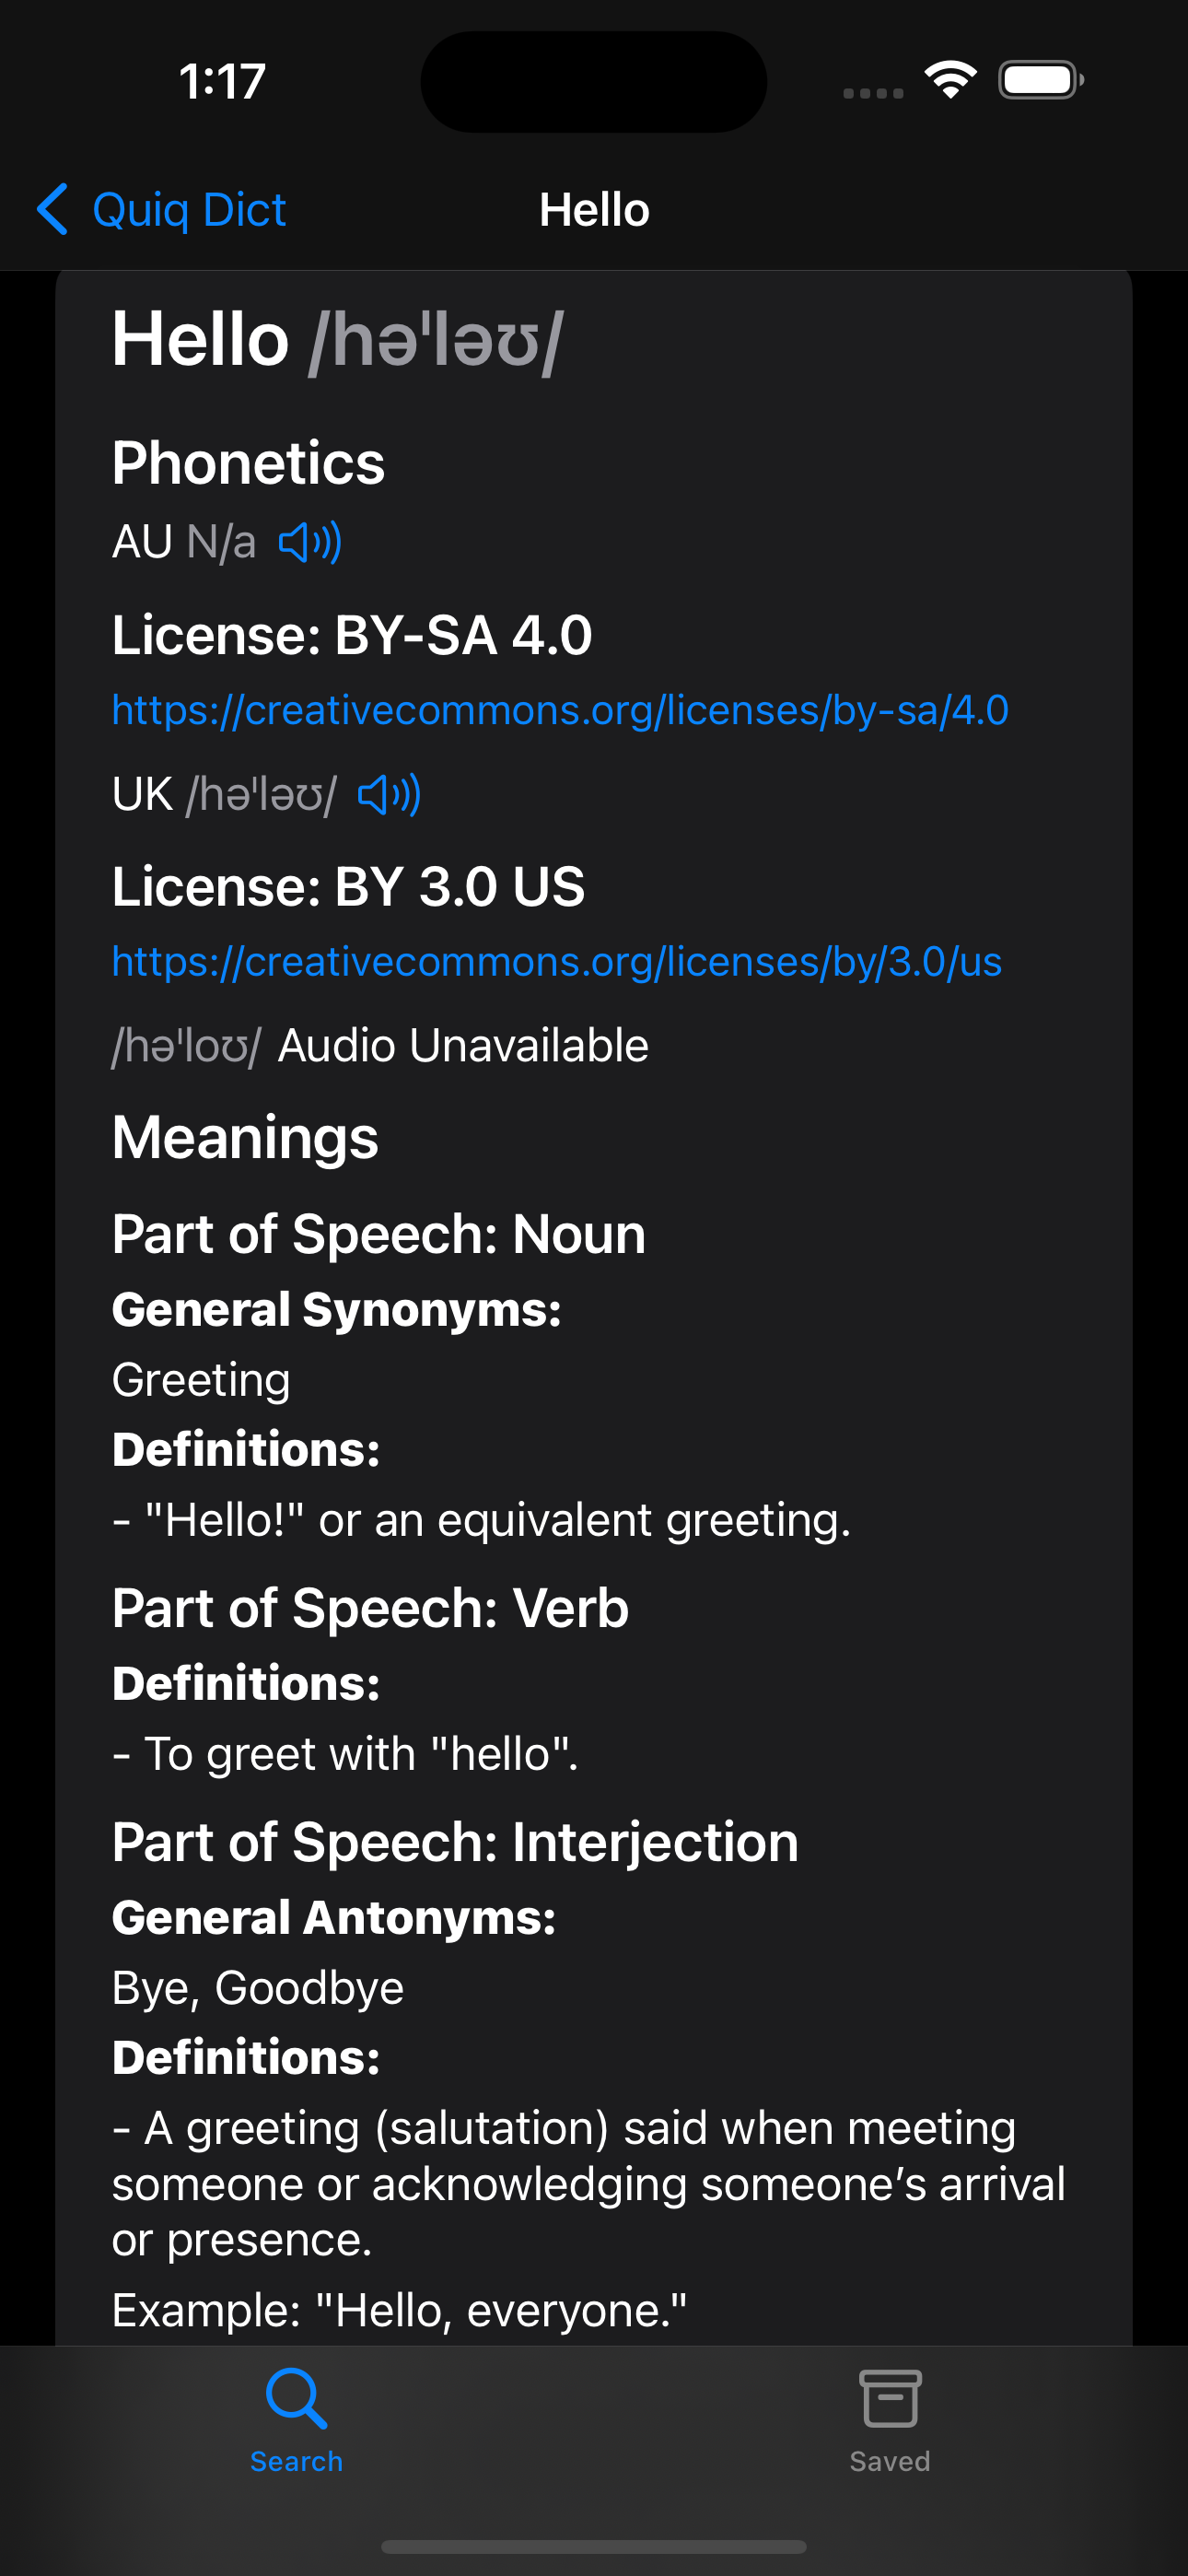 1:17
Quiq Dict
Hello
Hello /hə'ləʊ/
Phonetics
AU N/a
License: BY-SA 4.0
https://creativecommons.org/licenses/by-sa/4.0
UK /hə'ləʊ/
License: BY 3.0 US
https://creativecommons.org/licenses/by/3.0/us
/hə'loʊ/ Audio Unavailable
Meanings
Part of Speech: Noun
General Synonyms:
Greeting
Definitions:
- "Hello!" or an equivalent greeting.
Part of Speech: Verb
Definitions:
- To greet with "hello".
Part of Speech: Interjection
General Antonyms:
Bye, Goodbye
Definitions:
- A greeting (salutation) said when meeting
someone or acknowledging someone’s arrival
or presence.
Example: "Hello, everyone."
Search
Saved